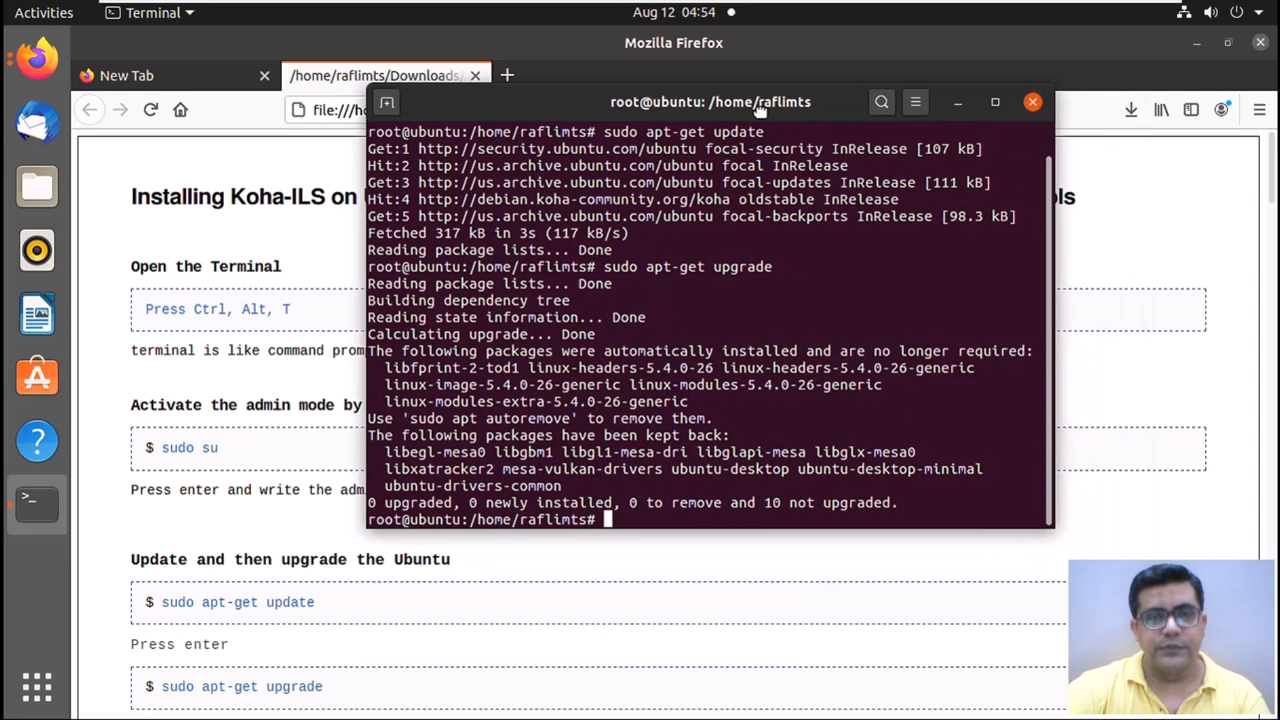 Activities
Terminal
Aug 12 04:54
Mozilla Firefox
New Tab
/home/raflimts/Downloads/
file:///h
root@ubuntu: /home/raflimts
Installing Koha-ILS on
ols
Open the Terminal
Press Ctrl, Alt, T
terminal is like command prom
Activate the admin mode by
$ sudo su
Press enter and write the adm
Update and then upgrade the Ubuntu
$ sudo apt-get update
Press enter
$ sudo apt-get upgrade
root@ubuntu:/home/raflimts# sudo apt-get update
Get:1 http://security.ubuntu.com/ubuntu focal-security InRelease [107 kB]
Hit:2 http://us.archive.ubuntu.com/ubuntu focal InRelease
Get:3 http://us.archive.ubuntu.com/ubuntu focal-updates InRelease [111 kB]
Hit:4 http://debian.koha-community.org/koha oldstable InRelease
Get:5 http://us.archive.ubuntu.com/ubuntu focal-backports InRelease [98.3 kB]
Fetched 317 kB in 3s (117 kB/s)
Reading package lists... Done
root@ubuntu:/home/raflimts# sudo apt-get upgrade
Reading package lists... Done
Building dependency tree
Reading state information... Done
Calculating upgrade... Done
The following packages were automatically installed and are no longer required:
libfprint-2-tod1 linux-headers-5.4.0-26 linux-headers-5.4.0-26-generic
linux-image-5.4.0-26-generic linux-modules-5.4.0-26-generic
linux-modules-extra-5.4.0-26-generic
Use 'sudo apt autoremove' to remove them.
The following packages have been kept back:
libegl-mesa0 libgbm1 libgl1-mesa-dri libglapi-mesa libglx-mesa0
libxatracker2 mesa-vulkan-drivers ubuntu-desktop ubuntu-desktop-minimal
ubuntu-drivers-common
0 upgraded, 0 newly installed, 0 to remove and 10 not upgraded.
root@ubuntu:/home/raflimts#